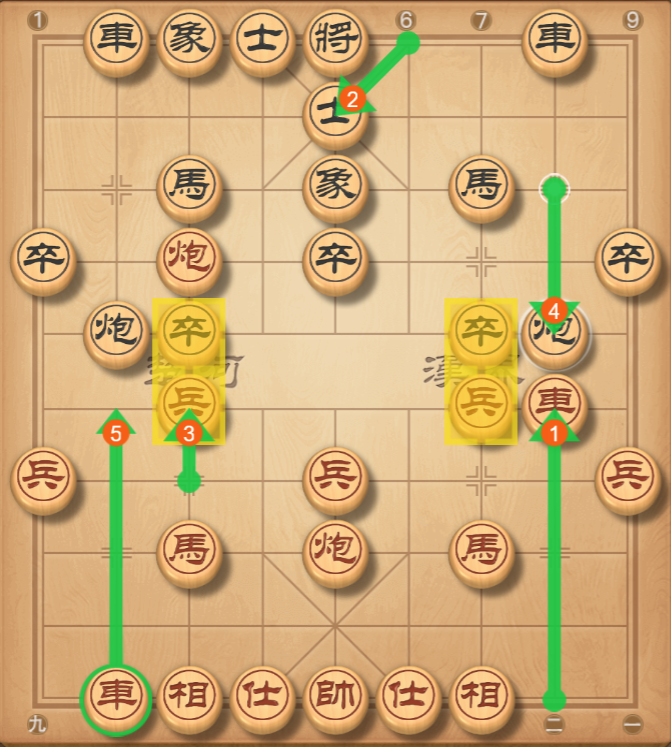 1 6 7 9
車 象 士 將 車
2
士
馬 象 馬
卒 炮 卒 卒
4
炮 卒 卒 炮
河 漢
兵 兵 車
5 3 1
兵 兵 兵
馬 炮 馬
車 相 仕 帥 仕 相
九 二 一